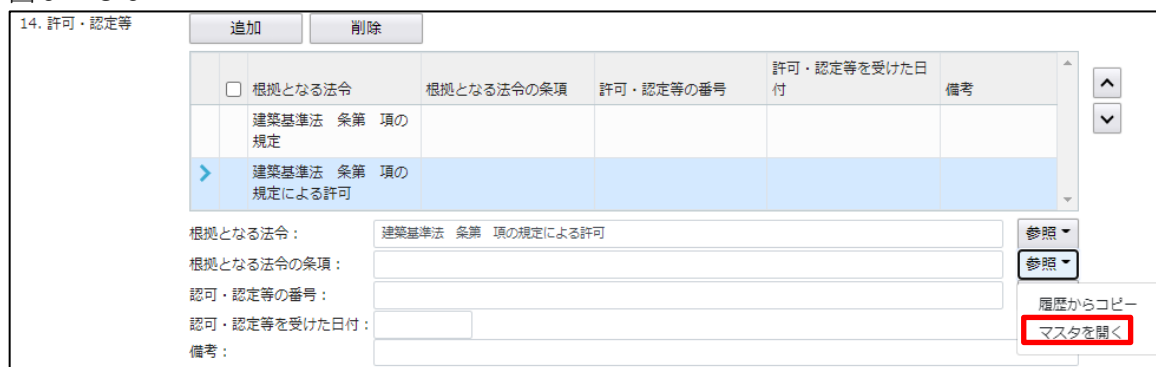 14. 許可・認定等
追加 削除
根拠となる法令 根拠となる法令の条項 許可・認定等の番号 許可・認定等を受けた日付 備考
建築基準法 条第 項の
規定
建築基準法 条第 項の
規定による許可
根拠となる法令： 建築基準法 条第 項の規定による許可 参照
根拠となる法令の条項： 参照
認可・認定等の番号：
履歴からコピー
認可・認定等を受けた日付：
マスタを開く
備考：